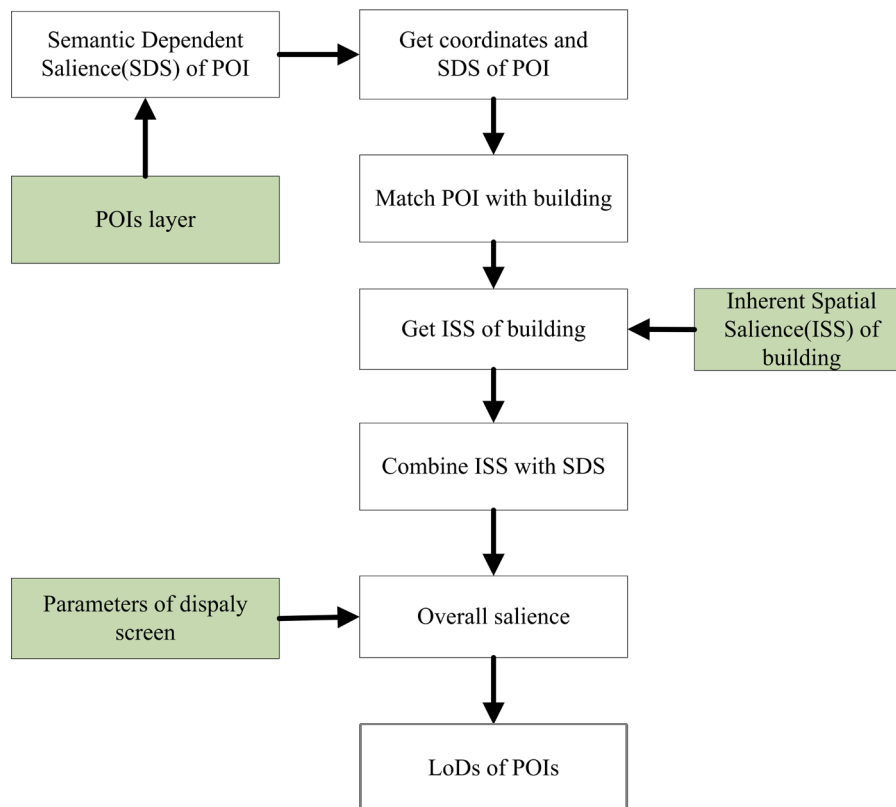 Semantic Dependent
Salience(SDS) of POI
Get coordinates and
SDS of POI
POIs layer
Match POI with building
Get ISS of building
Inherent Spatial
Salience(ISS) of
building
Combine ISS with SDS
Parameters of dispaly
screen
Overall salience
LoDs of POIs